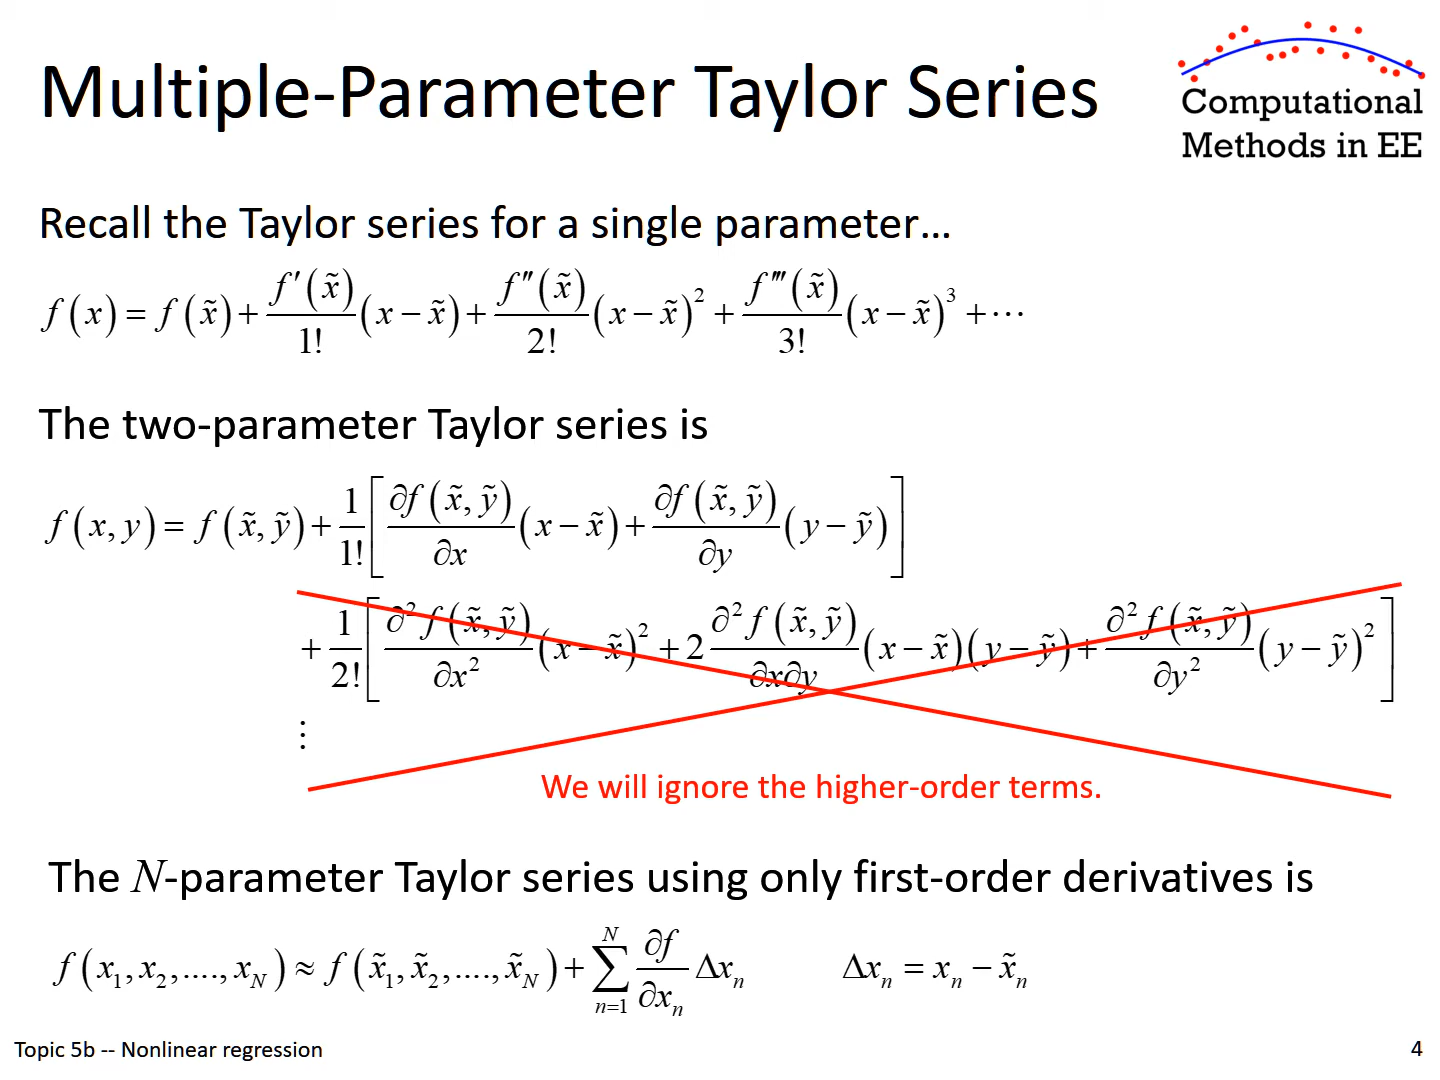 Multiple-Parameter Taylor Series
Computational
Methods in EE
Recall the Taylor series for a single parameter…
f(x) = f(x̃) + f′(x̃)/1! (x − x̃) + f″(x̃)/2! (x − x̃)² + f‴(x̃)/3! (x − x̃)³ + ⋯
The two-parameter Taylor series is
f(x, y) = f(x̃, ỹ) + 1/1! [∂f(x̃, ỹ)/∂x (x − x̃) + ∂f(x̃, ỹ)/∂y (y − ỹ)]
+ 1/2! [∂²f(x̃, ỹ)/∂x² (x − x̃)² + 2 ∂²f(x̃, ỹ)/∂x∂y (x − x̃)(y − ỹ) + ∂²f(x̃, ỹ)/∂y² (y − ỹ)²]
⋮
We will ignore the higher-order terms.
The N-parameter Taylor series using only first-order derivatives is
f(x₁, x₂, ...., x_N) ≈ f(x̃₁, x̃₂, ...., x̃_N) + ∑_{n=1}^{N} ∂f/∂x_n Δx_n    Δx_n = x_n − x̃_n
Topic 5b -- Nonlinear regression
4